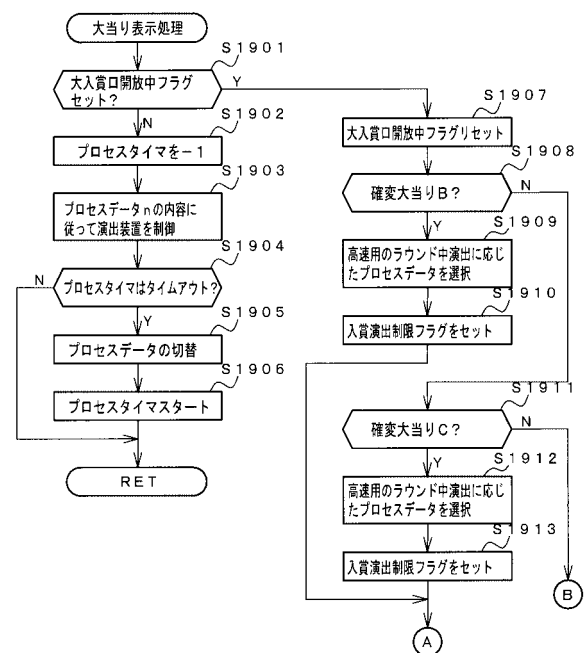 大当り表示処理
S1901
大入賞口開放中フラグ
セット?
Y
N
S1902
プロセスタイマを－1
S1903
プロセスデータnの内容に
従って演出装置を制御
S1904
N
プロセスタイマはタイムアウト?
Y
S1905
プロセスデータの切替
S1906
プロセスタイマスタート
RET
S1907
大入賞口開放中フラグリセット
S1908
確変大当りB?
N
Y
S1909
高速用のラウンド中演出に応じ
たプロセスデータを選択
S1910
入賞演出制限フラグをセット
S1911
確変大当りC?
N
Y
S1912
高速用のラウンド中演出に応じ
たプロセスデータを選択
S1913
入賞演出制限フラグをセット
B
A